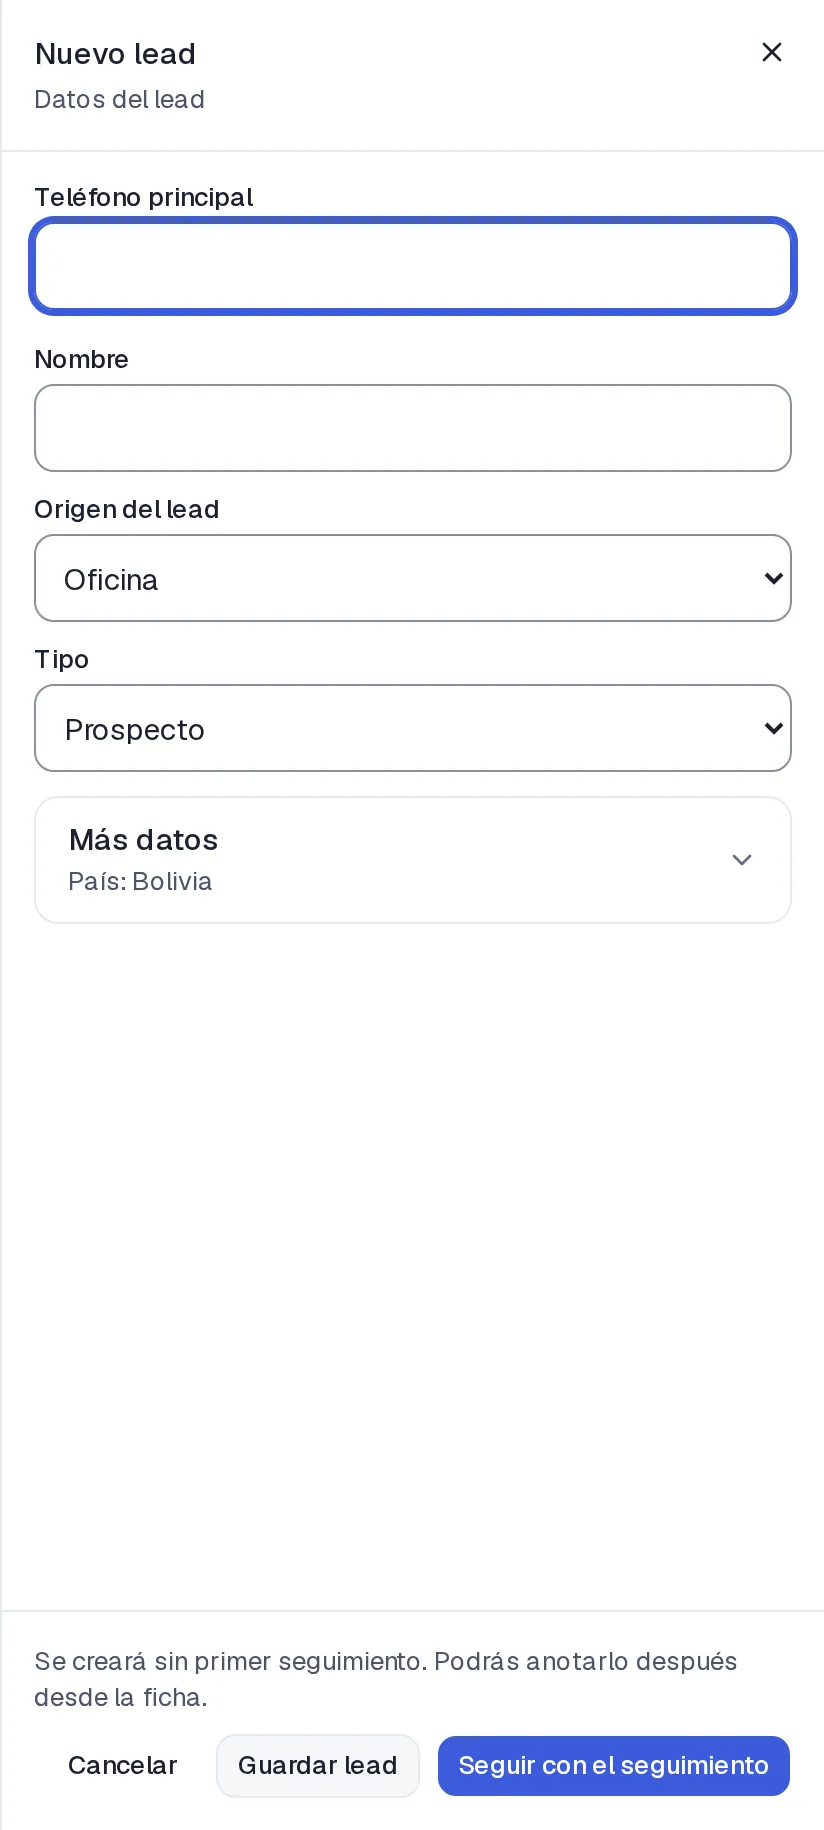 Nuevo lead
Datos del lead
Teléfono principal
Nombre
Origen del lead
Oficina
Tipo
Prospecto
Más datos
País: Bolivia
Se creará sin primer seguimiento. Podrás anotarlo después
desde la ficha.
Cancelar
Guardar lead
Seguir con el seguimiento